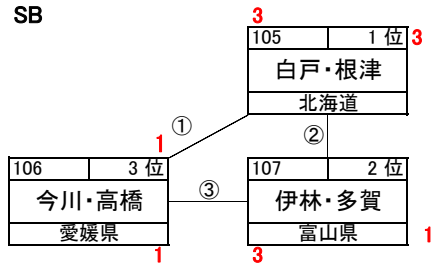 SB
3
105 1 位 3
白戸・根津
北海道
①
1
②
106 3 位
107 2 位
今川・高橋
③
伊林・多賀
愛媛県
富山県 1
1
3